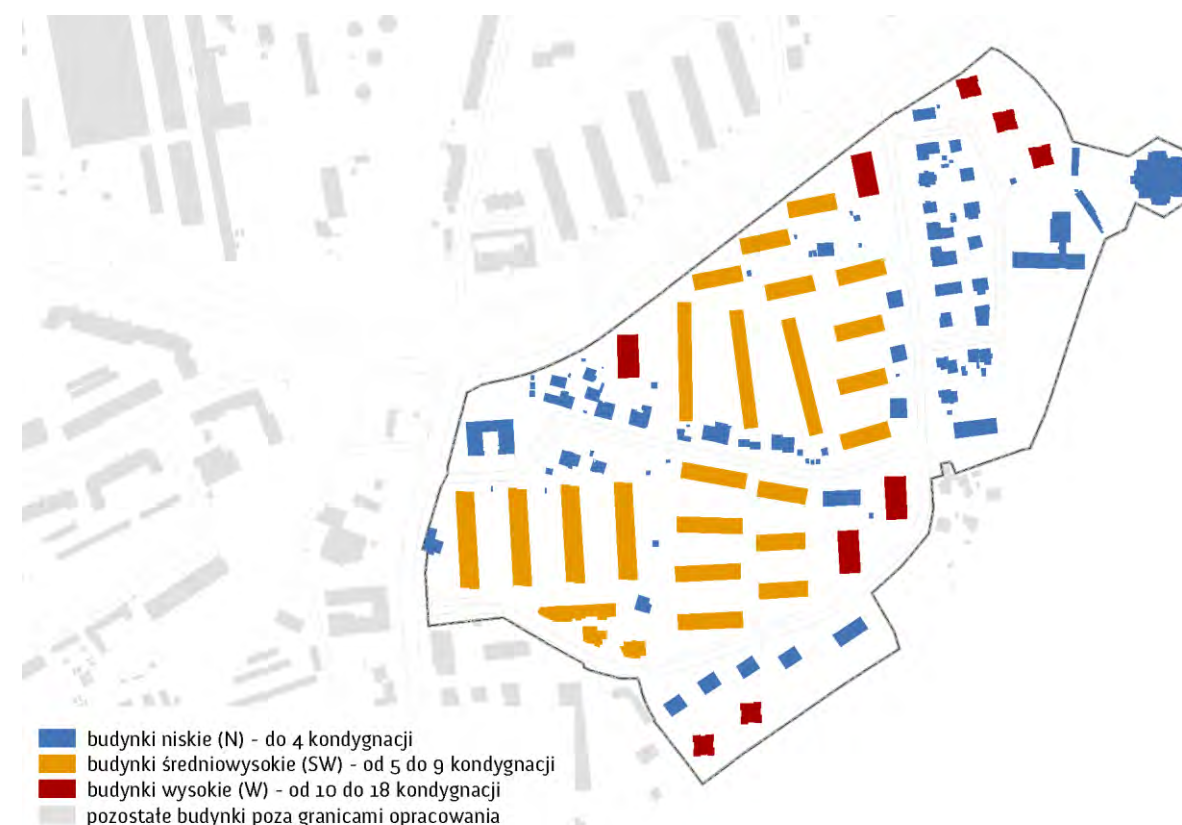 budynki niskie (N) - do 4 kondygnacji
budynki średniowysokie (SW) - od 5 do 9 kondygnacji
budynki wysokie (W) - od 10 do 18 kondygnacji
pozostałe budynki poza granicami opracowania